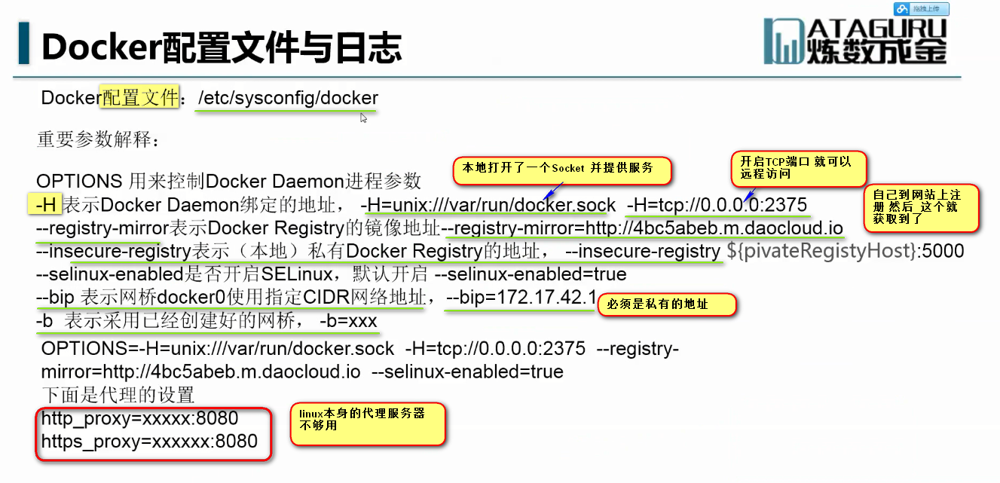 拖拽上传
Docker配置文件与日志
ATAGURU
炼数成金
Docker配置文件：/etc/sysconfig/docker
重要参数解释：
本地打开了一个Socket 并提供服务
开启TCP端口 就可以
远程访问
OPTIONS 用来控制Docker Daemon进程参数
-H 表示Docker Daemon绑定的地址， -H=unix:///var/run/docker.sock -H=tcp://0.0.0.0:2375
自己到网站上注
册 然后 这个就
获取到了
--registry-mirror表示Docker Registry的镜像地址--registry-mirror=http://4bc5abeb.m.daocloud.io
--insecure-registry表示（本地）私有Docker Registry的地址， --insecure-registry ${pivateRegistyHost}:5000
--selinux-enabled是否开启SELinux，默认开启 --selinux-enabled=true
--bip 表示网桥docker0使用指定CIDR网络地址，--bip=172.17.42.1
必须是私有的地址
-b 表示采用已经创建好的网桥， -b=xxx
OPTIONS=-H=unix:///var/run/docker.sock -H=tcp://0.0.0.0:2375 --registry-
mirror=http://4bc5abeb.m.daocloud.io --selinux-enabled=true
下面是代理的设置
http_proxy=xxxxx:8080
https_proxy=xxxxxx:8080
linux本身的代理服务器
不够用